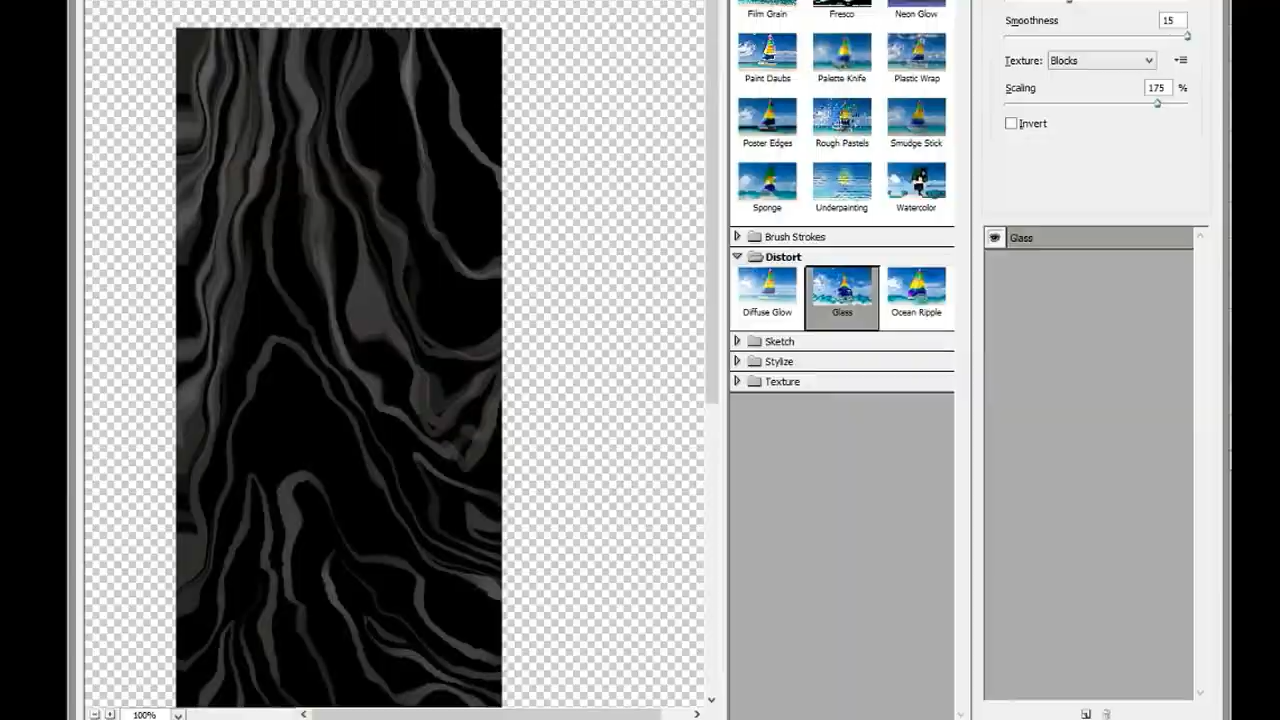 Film Grain Fresco Neon Glow
Smoothness 15
Paint Daubs Palette Knife Plastic Wrap
Texture: Blocks
Scaling 175 %
Invert
Poster Edges Rough Pastels Smudge Stick
Sponge Underpainting Watercolor
Brush Strokes
Glass
Distort
Diffuse Glow Glass Ocean Ripple
Sketch
Stylize
Texture
100%